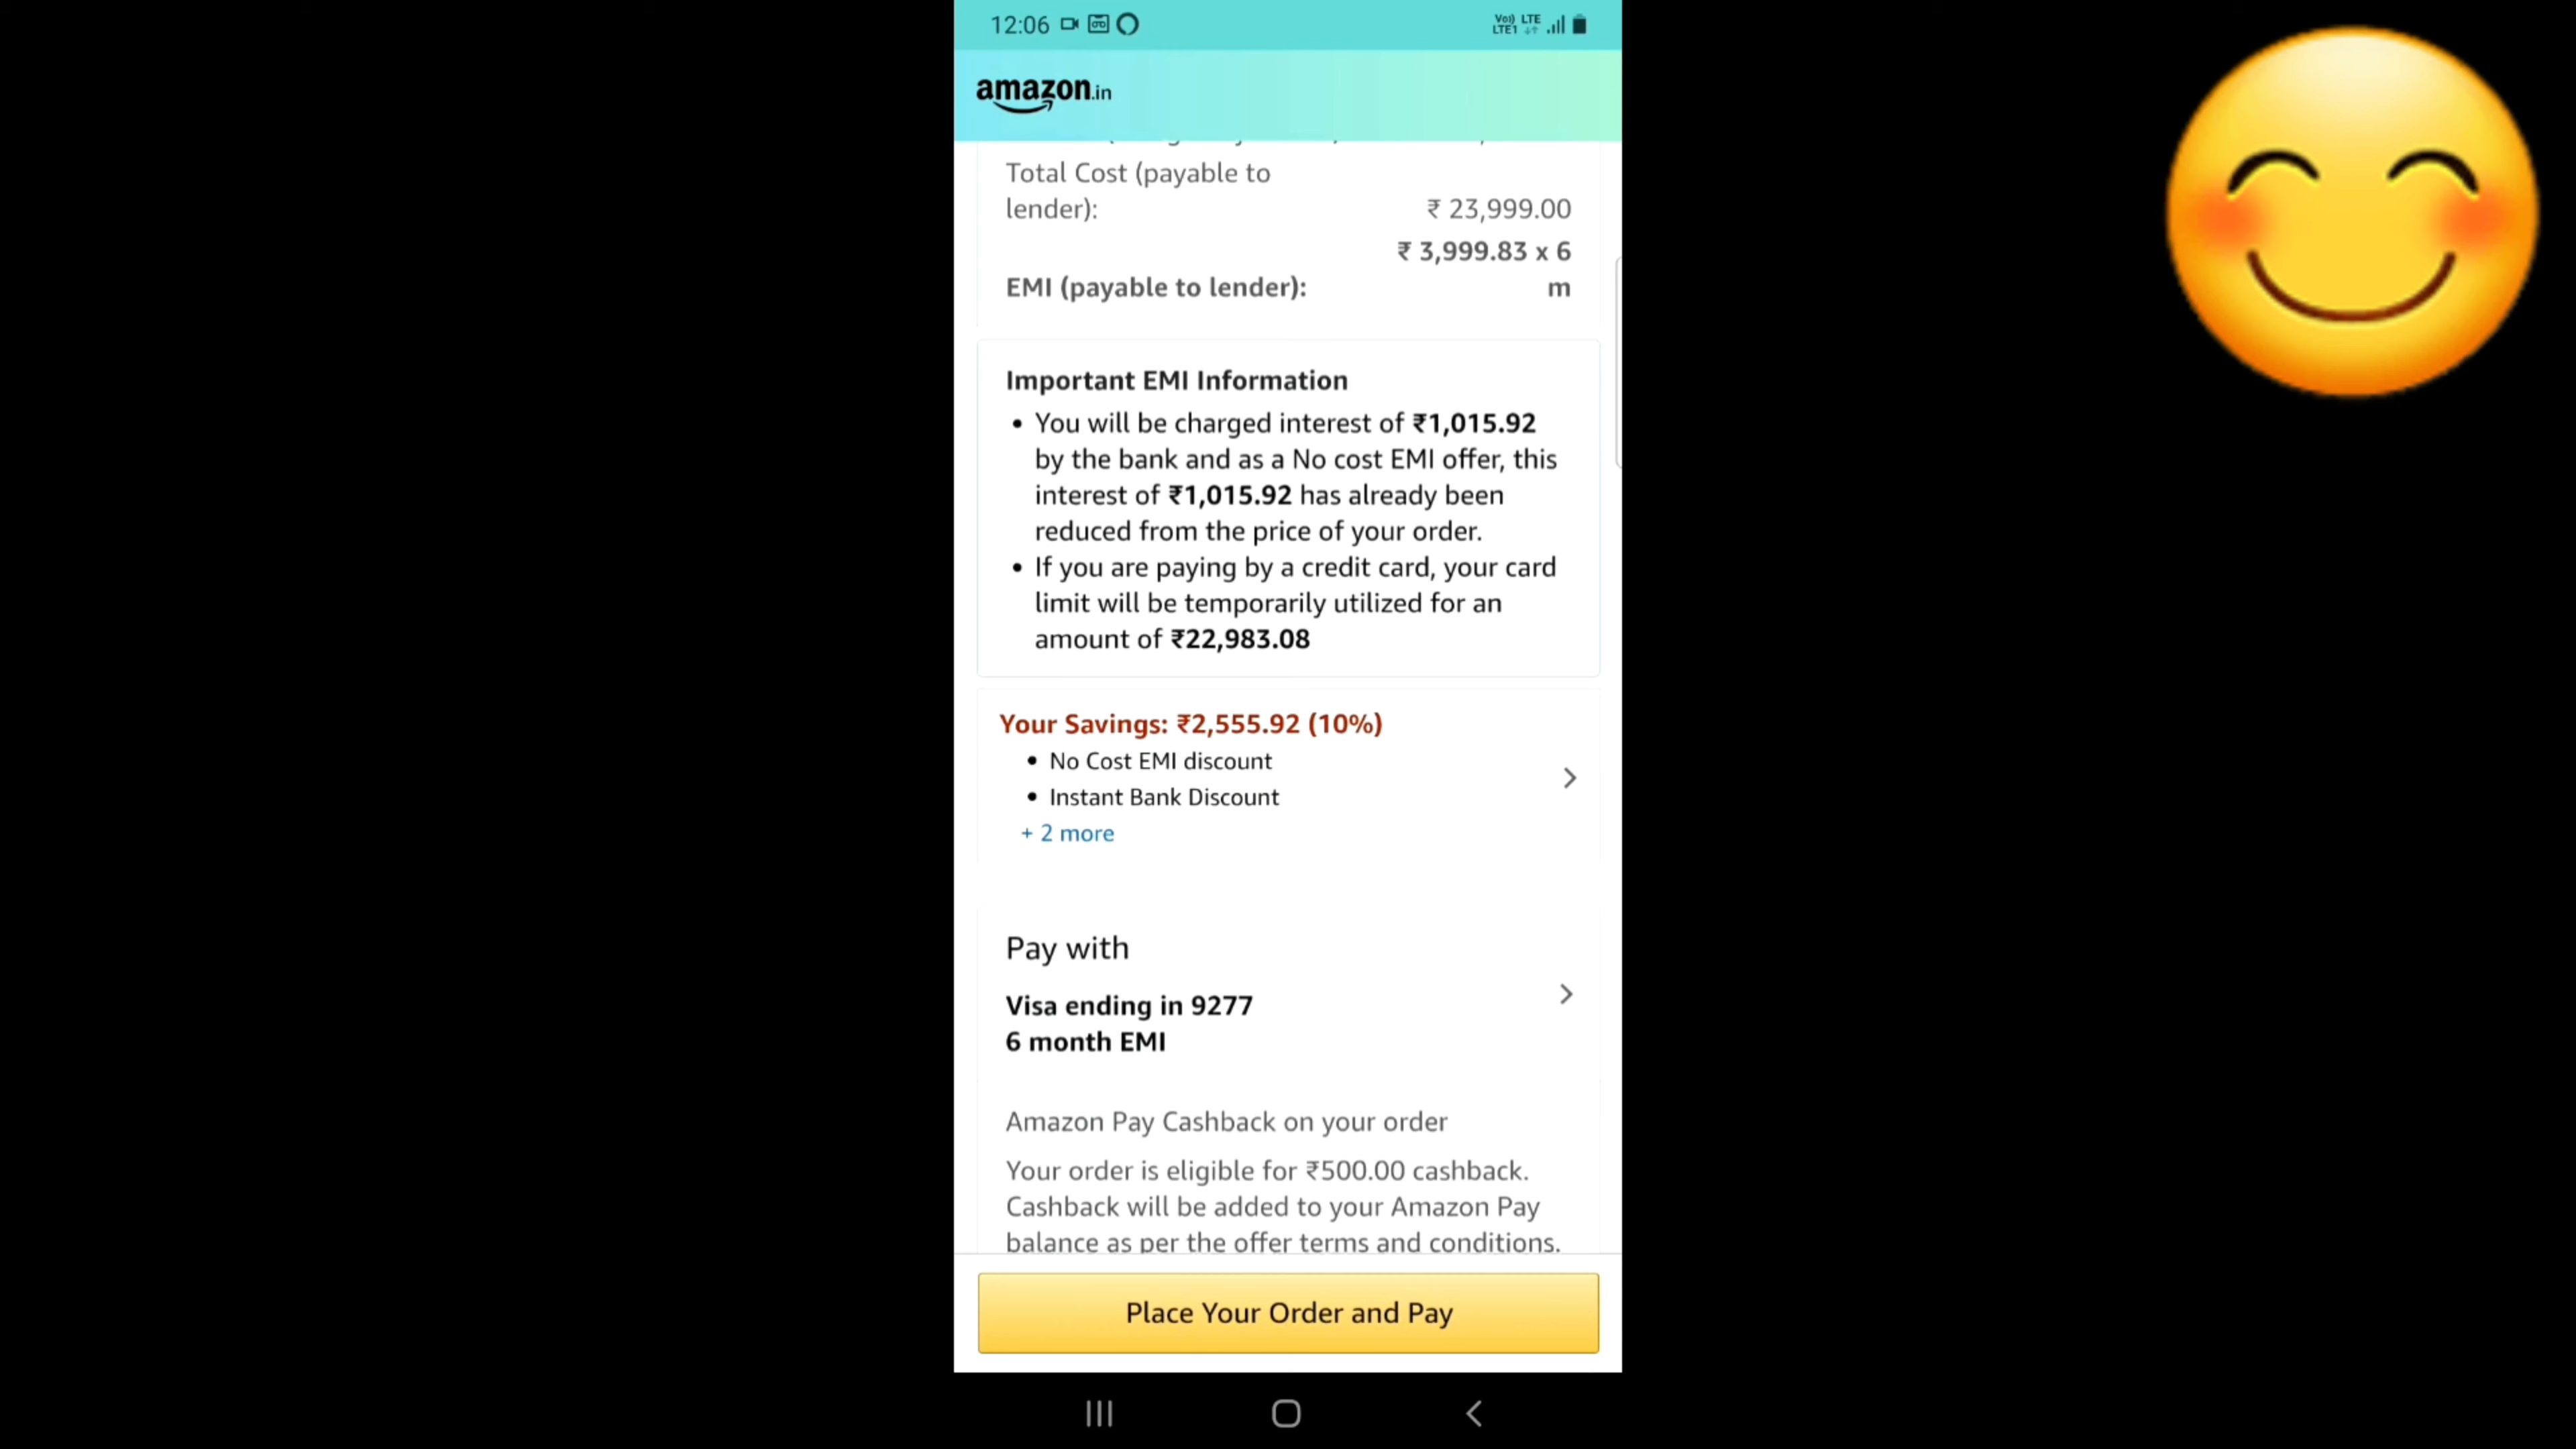 12:06
Vo)) LTE
LTE1
amazon.in
Total Cost (payable to
lender): ₹ 23,999.00
₹ 3,999.83 x 6
EMI (payable to lender): m
Important EMI Information
• You will be charged interest of ₹1,015.92
by the bank and as a No cost EMI offer, this
interest of ₹1,015.92 has already been
reduced from the price of your order.
• If you are paying by a credit card, your card
limit will be temporarily utilized for an
amount of ₹22,983.08
Your Savings: ₹2,555.92 (10%)
• No Cost EMI discount
• Instant Bank Discount
+ 2 more
Pay with
Visa ending in 9277
6 month EMI
Amazon Pay Cashback on your order
Your order is eligible for ₹500.00 cashback.
Cashback will be added to your Amazon Pay
balance as per the offer terms and conditions.
Place Your Order and Pay